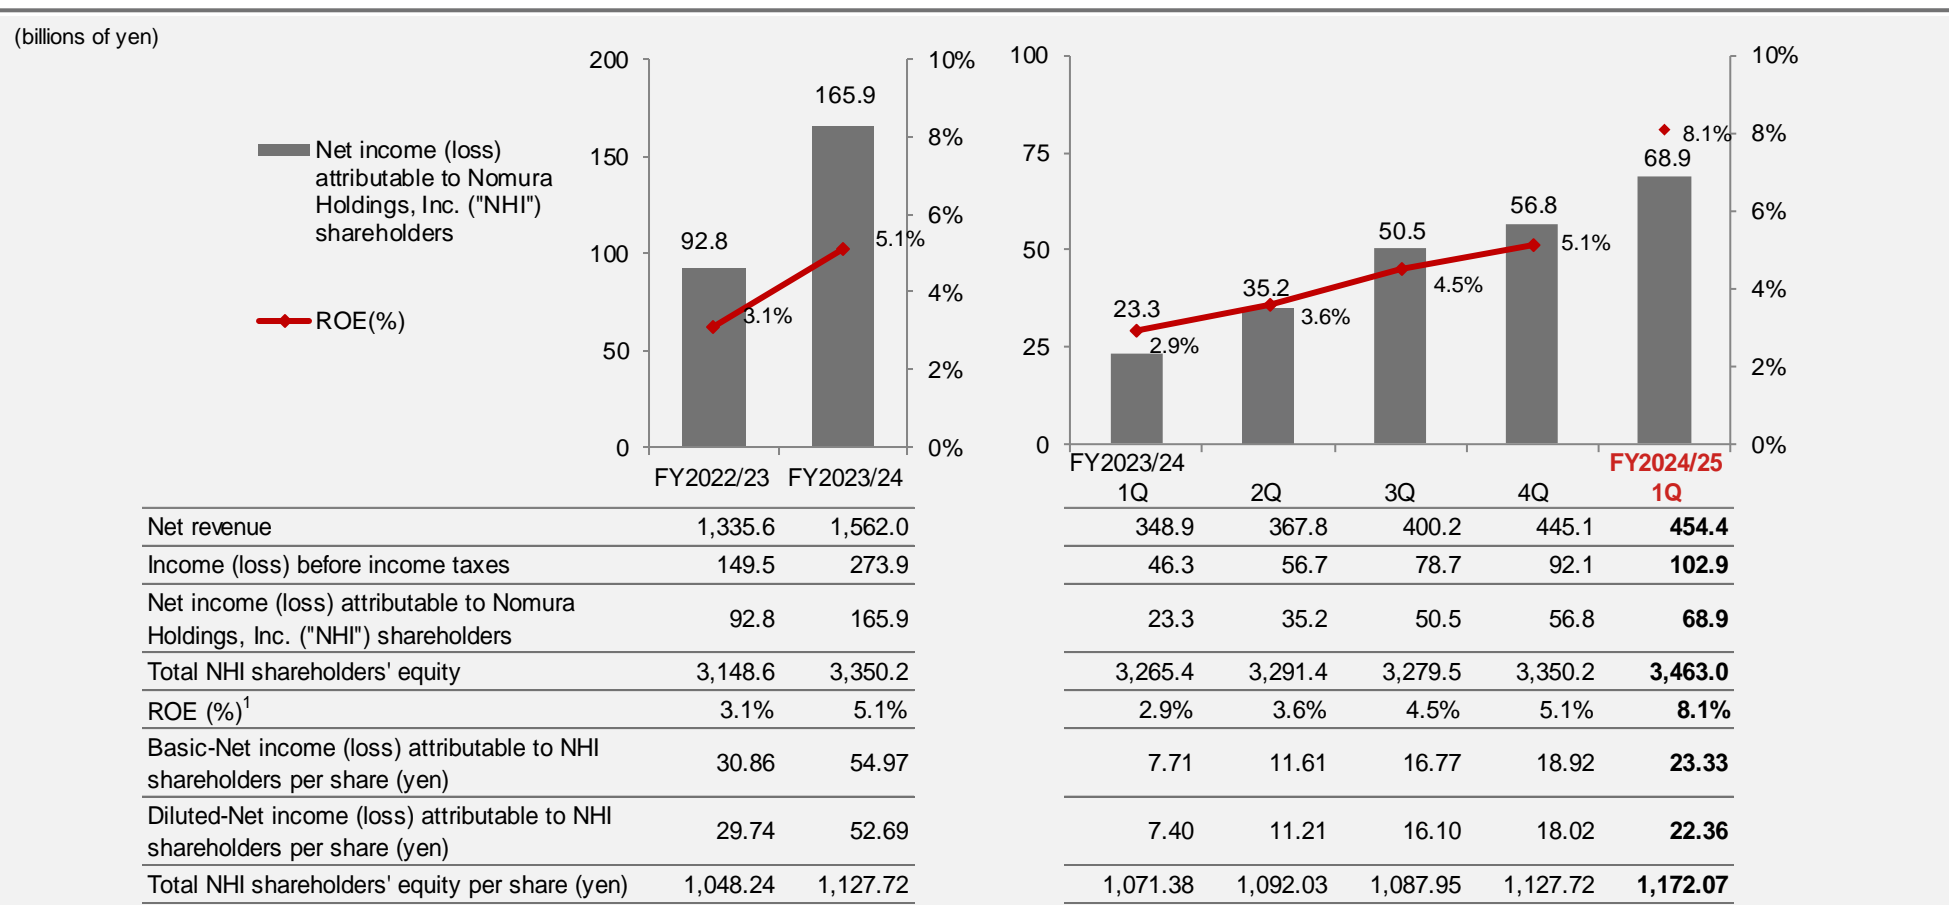 (billions of yen)
Net income (loss)
attributable to Nomura
Holdings, Inc. ("NHI")
shareholders
ROE(%)
200
150
100
50
0
10%
8%
6%
4%
2%
0%
92.8
165.9
3.1%
5.1%
FY2022/23 FY2023/24
100
75
50
25
0
10%
8%
6%
4%
2%
0%
23.3
35.2
50.5
56.8
68.9
2.9%
3.6%
4.5%
5.1%
8.1%
FY2023/24 FY2024/25
1Q 2Q 3Q 4Q 1Q
Net revenue 1,335.6 1,562.0 348.9 367.8 400.2 445.1 454.4
Income (loss) before income taxes 149.5 273.9 46.3 56.7 78.7 92.1 102.9
Net income (loss) attributable to Nomura
Holdings, Inc. ("NHI") shareholders 92.8 165.9 23.3 35.2 50.5 56.8 68.9
Total NHI shareholders' equity 3,148.6 3,350.2 3,265.4 3,291.4 3,279.5 3,350.2 3,463.0
ROE (%)1 3.1% 5.1% 2.9% 3.6% 4.5% 5.1% 8.1%
Basic-Net income (loss) attributable to NHI
shareholders per share (yen) 30.86 54.97 7.71 11.61 16.77 18.92 23.33
Diluted-Net income (loss) attributable to NHI
shareholders per share (yen) 29.74 52.69 7.40 11.21 16.10 18.02 22.36
Total NHI shareholders' equity per share (yen) 1,048.24 1,127.72 1,071.38 1,092.03 1,087.95 1,127.72 1,172.07